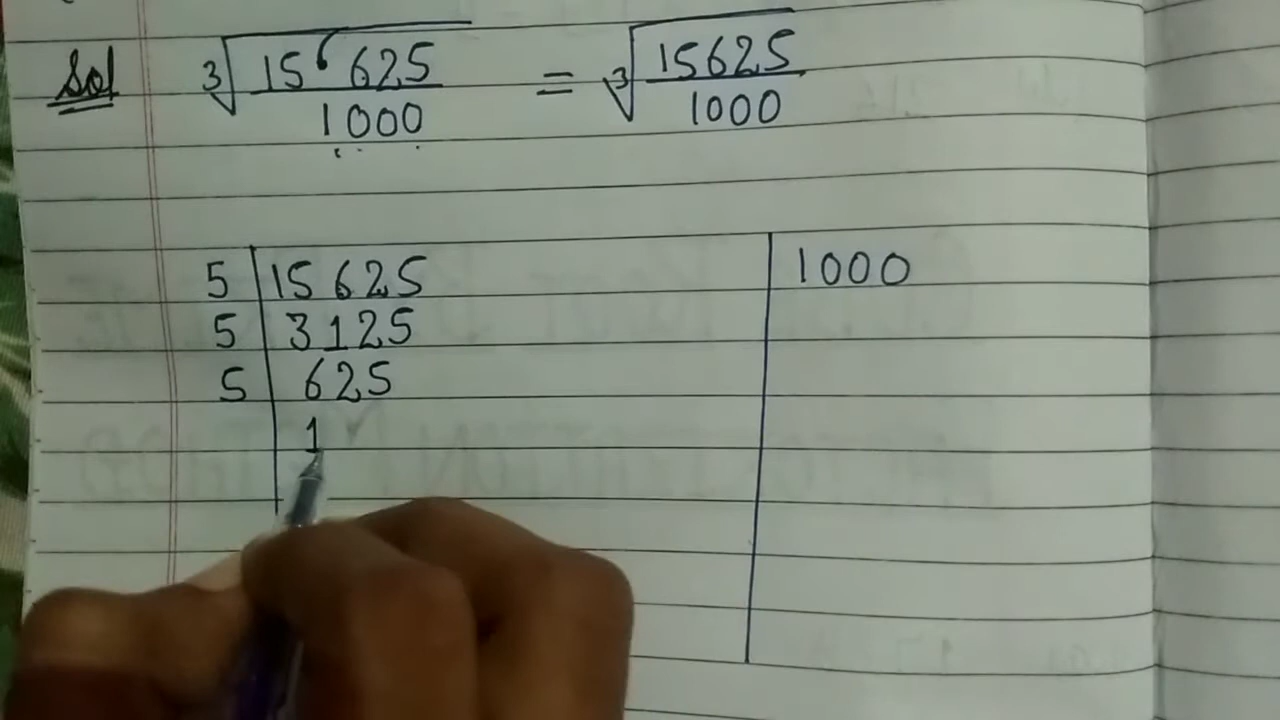 Sol ∛(15.625/1000) = ∛(15625/1000)
5 | 15625 | 1000
5 | 3125
5 | 625
1